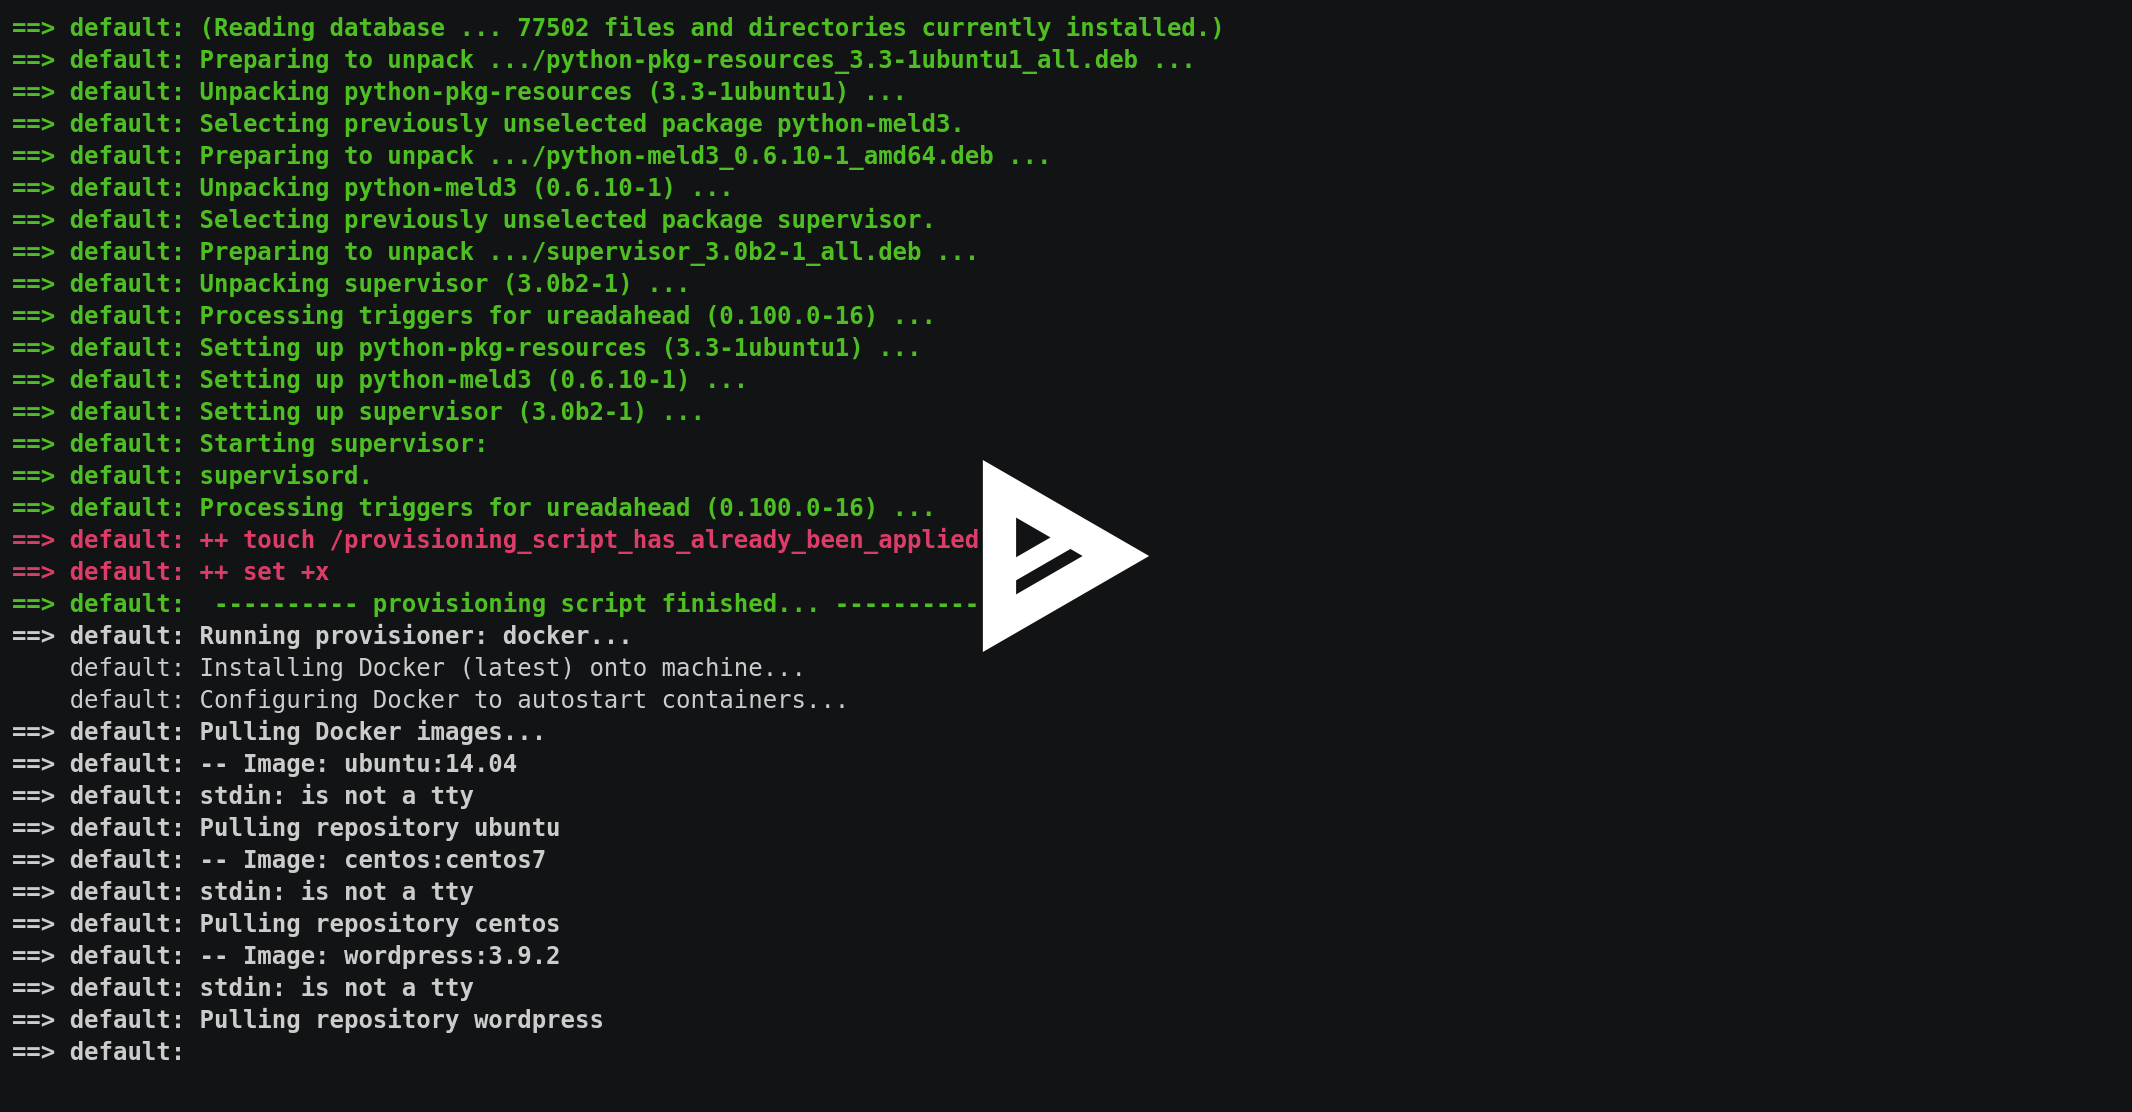 ==> default: (Reading database ... 77502 files and directories currently installed.)
==> default: Preparing to unpack .../python-pkg-resources_3.3-1ubuntu1_all.deb ...
==> default: Unpacking python-pkg-resources (3.3-1ubuntu1) ...
==> default: Selecting previously unselected package python-meld3.
==> default: Preparing to unpack .../python-meld3_0.6.10-1_amd64.deb ...
==> default: Unpacking python-meld3 (0.6.10-1) ...
==> default: Selecting previously unselected package supervisor.
==> default: Preparing to unpack .../supervisor_3.0b2-1_all.deb ...
==> default: Unpacking supervisor (3.0b2-1) ...
==> default: Processing triggers for ureadahead (0.100.0-16) ...
==> default: Setting up python-pkg-resources (3.3-1ubuntu1) ...
==> default: Setting up python-meld3 (0.6.10-1) ...
==> default: Setting up supervisor (3.0b2-1) ...
==> default: Starting supervisor:
==> default: supervisord.
==> default: Processing triggers for ureadahead (0.100.0-16) ...
==> default: ++ touch /provisioning_script_has_already_been_applied
==> default: ++ set +x
==> default:  ---------- provisioning script finished... ----------
==> default: Running provisioner: docker...
    default: Installing Docker (latest) onto machine...
    default: Configuring Docker to autostart containers...
==> default: Pulling Docker images...
==> default: -- Image: ubuntu:14.04
==> default: stdin: is not a tty
==> default: Pulling repository ubuntu
==> default: -- Image: centos:centos7
==> default: stdin: is not a tty
==> default: Pulling repository centos
==> default: -- Image: wordpress:3.9.2
==> default: stdin: is not a tty
==> default: Pulling repository wordpress
==> default: